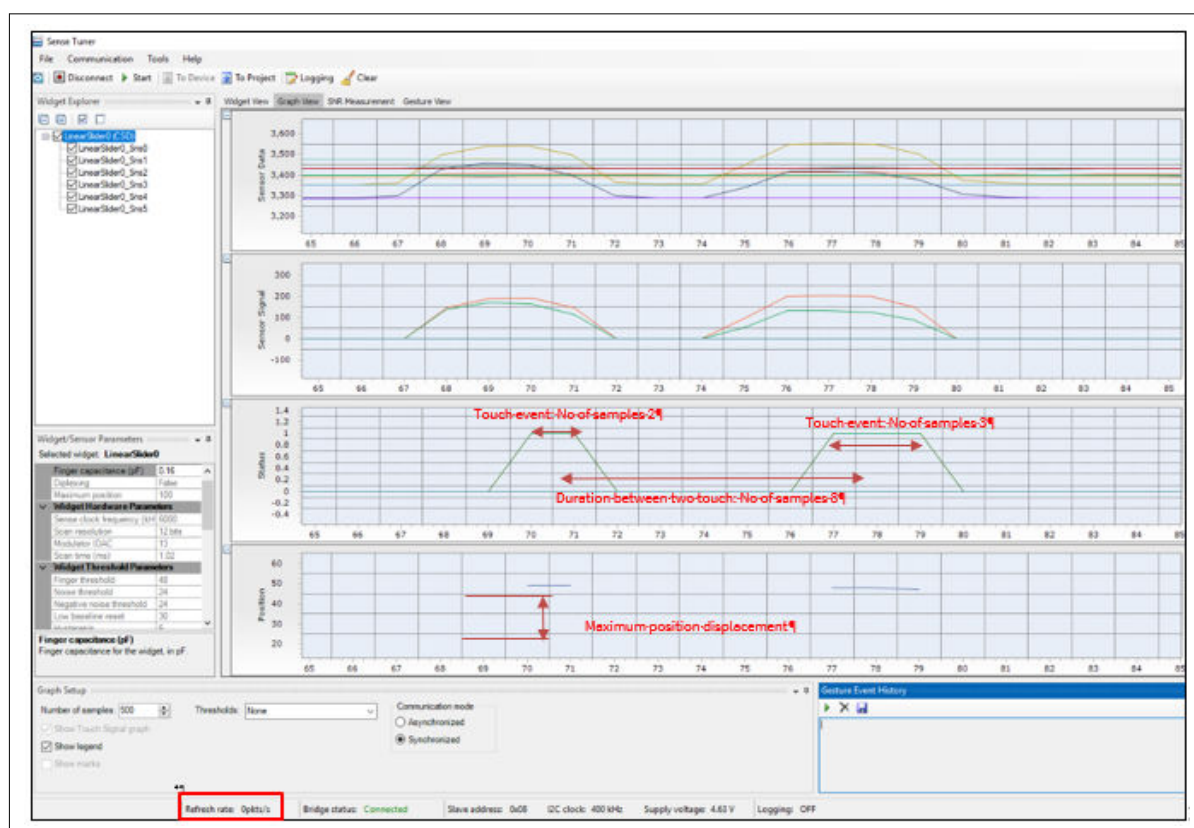 Sense Tuner
File Communication Tools Help
Disconnect Start To Device To Project Logging Clear
Widget Explorer
Widget View Graph View SNR Measurement Gesture View
LinearSlider0 (CSD)
LinearSlider0_Sns0
LinearSlider0_Sns1
LinearSlider0_Sns2
LinearSlider0_Sns3
LinearSlider0_Sns4
LinearSlider0_Sns5
Sensor Data
3,600
3,500
3,400
3,300
3,200
65 66 67 68 69 70 71 72 73 74 75 76 77 78 79 80 81 82 83 84 85
Sensor Signal
300
200
100
0
-100
65 66 67 68 69 70 71 72 73 74 75 76 77 78 79 80 81 82 83 84 85
Status
1.4
1.2
1
0.8
0.6
0.4
0.2
0
-0.2
-0.4
Touch·event:·No·of·samples·2¶
Touch·event:·No·of·samples·3¶
Duration·between·two·touch:·No·of·samples·8¶
65 66 67 68 69 70 71 72 73 74 75 76 77 78 79 80 81 82 83 84 85
Position
60
50
40
30
20
Maximum·position·displacement¶
65 66 67 68 69 70 71 72 73 74 75 76 77 78 79 80 81 82 83 84 85
Widget/Sensor Parameters
Selected widget: LinearSlider0
Finger capacitance (pF) 0.16
Diplexing False
Maximum position 100
Widget Hardware Parameters
Sense clock frequency (kH 6000
Scan resolution 12 bits
Modulator IDAC 13
Scan time (ms) 1.02
Widget Threshold Parameters
Finger threshold 48
Noise threshold 24
Negative noise threshold 24
Low baseline reset 30
Finger capacitance (pF)
Finger capacitance for the widget, in pF.
Graph Setup
Number of samples: 500
Thresholds: None
Communication mode
Asynchronized
Synchronized
Show Touch Signal graph
Show legend
Show marks
Gesture Event History
Refresh rate: 0pkts/s Bridge status: Connected Slave address: 0x08 I2C clock: 400 kHz Supply voltage: 4.63 V Logging: OFF